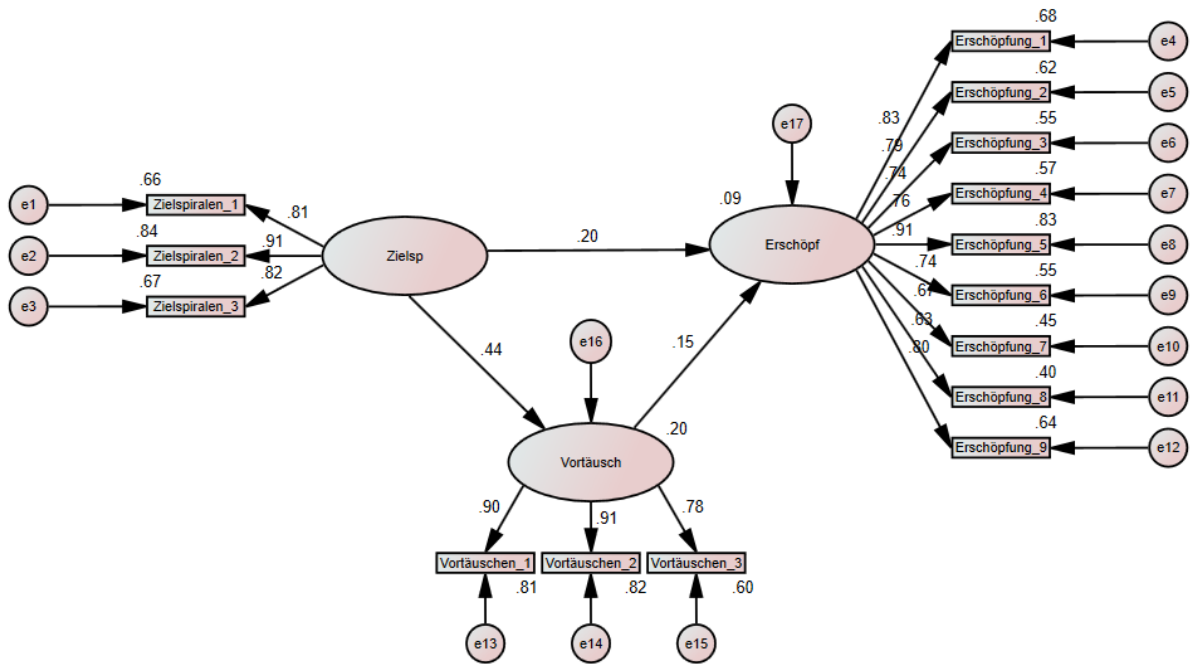 .68
Erschöpfung_1
e4
.62
Erschöpfung_2
e5
.55
Erschöpfung_3
e6
.57
Erschöpfung_4
e7
.83
Erschöpfung_5
e8
.55
Erschöpfung_6
e9
.45
Erschöpfung_7
e10
.40
Erschöpfung_8
e11
.64
Erschöpfung_9
e12
.83
.79
.74
.76
.91
.74
.67
.63
.80
e17
.09
Erschöpf
.66
e1
Zielspiralen_1
.81
.84
e2
Zielspiralen_2
.91
.67
e3
Zielspiralen_3
.82
Zielsp
.20
.44
.15
e16
.20
Vortäusch
.90
.91
.78
Vortäuschen_1
Vortäuschen_2
Vortäuschen_3
.81
.82
.60
e13
e14
e15